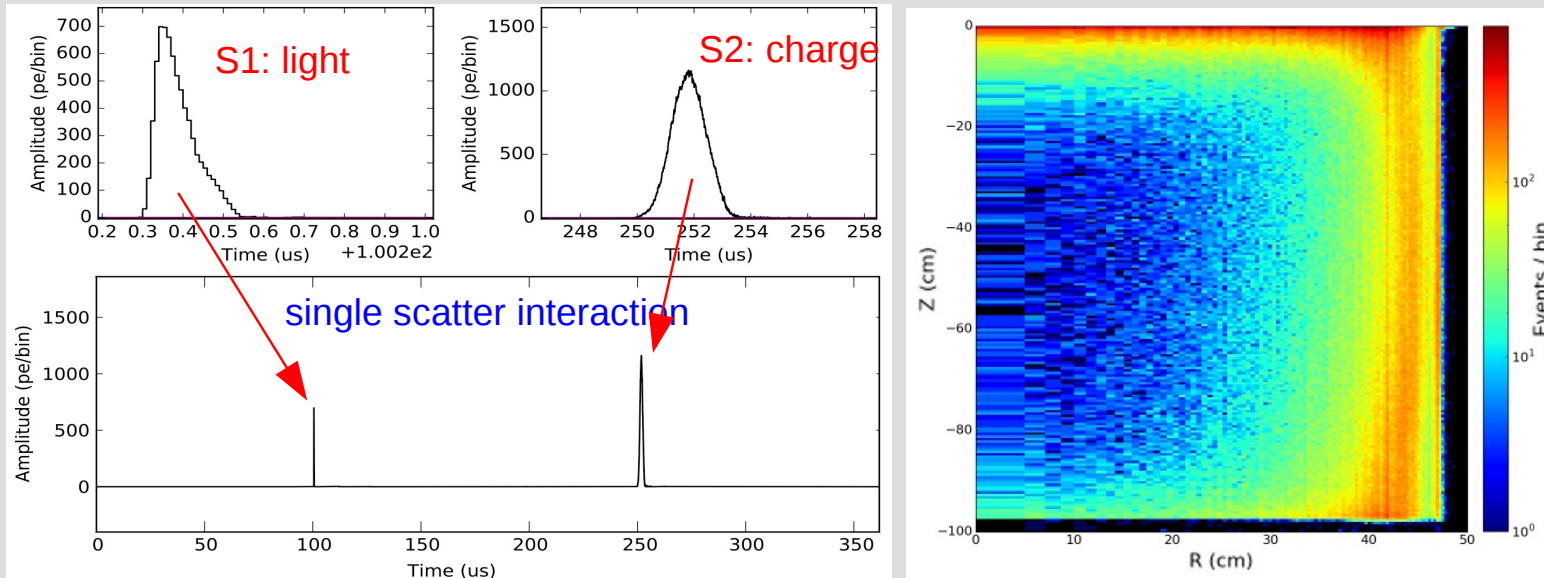 700
600
500
400
300
200
100
0
Amplitude (pe/bin)
S1: light
0.2 0.3 0.4 0.5 0.6 0.7 0.8 0.9 1.0
Time (us) +1.002e2
1500
1000
500
0
Amplitude (pe/bin)
S2: charge
248 250 252 254 256 258
Time (us)
single scatter interaction
1500
1000
500
0
Amplitude (pe/bin)
0 50 100 150 200 250 300 350
Time (us)
0
−20
−40
−60
−80
−100
Z (cm)
0 10 20 30 40 50
R (cm)
10²
10¹
10⁰
Events / bin